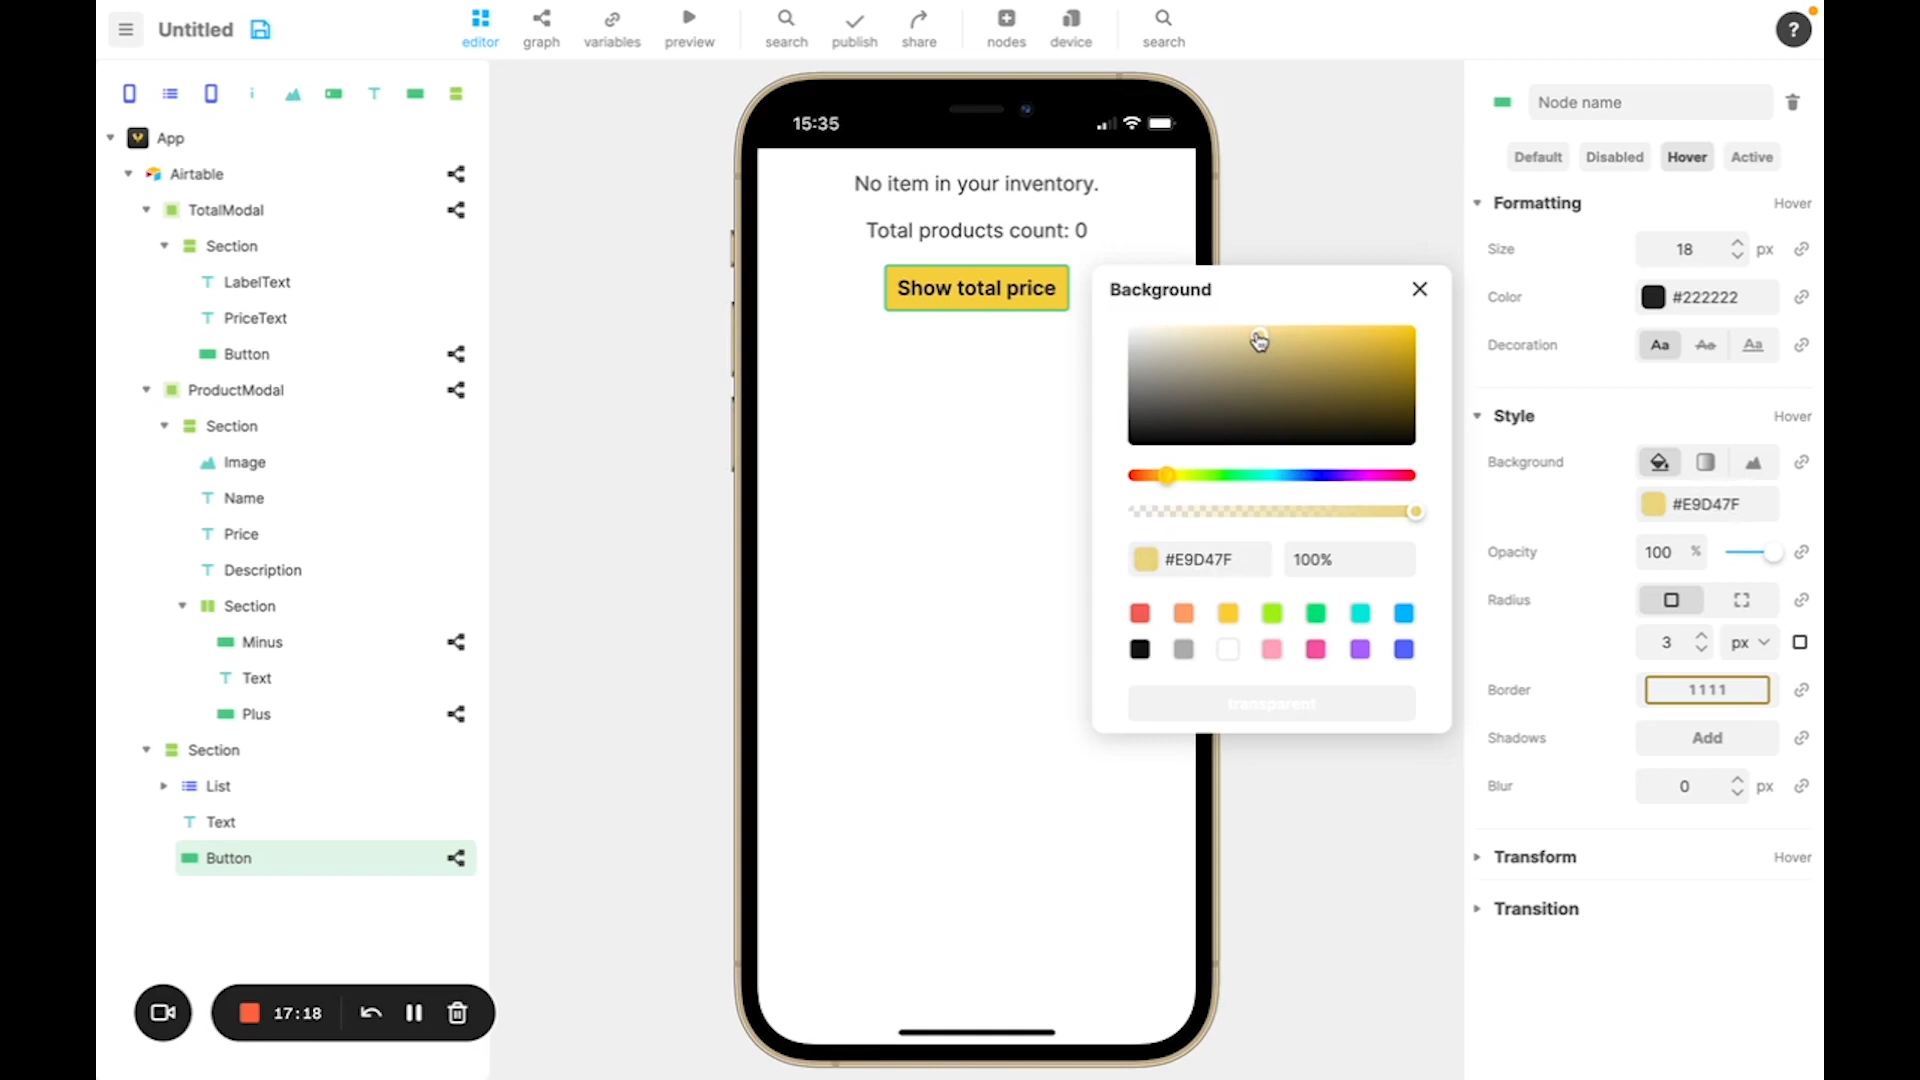 Untitled
editor
graph
variables
preview
search
publish
share
nodes
device
search
?
App
Airtable
TotalModal
Section
LabelText
PriceText
Button
ProductModal
Section
Image
Name
Price
Description
Section
Minus
Text
Plus
Section
List
Text
Button
17:18
15:35
No item in your inventory.
Total products count: 0
Show total price
Background
#E9D47F
100%
transparent
Node name
Default
Disabled
Hover
Active
Formatting
Hover
Size
18
px
Color
#222222
Decoration
Aa
Aa
Aa
Style
Hover
Background
#E9D47F
Opacity
100
%
Radius
3
px
Border
1111
Shadows
Add
Blur
0
px
Transform
Hover
Transition